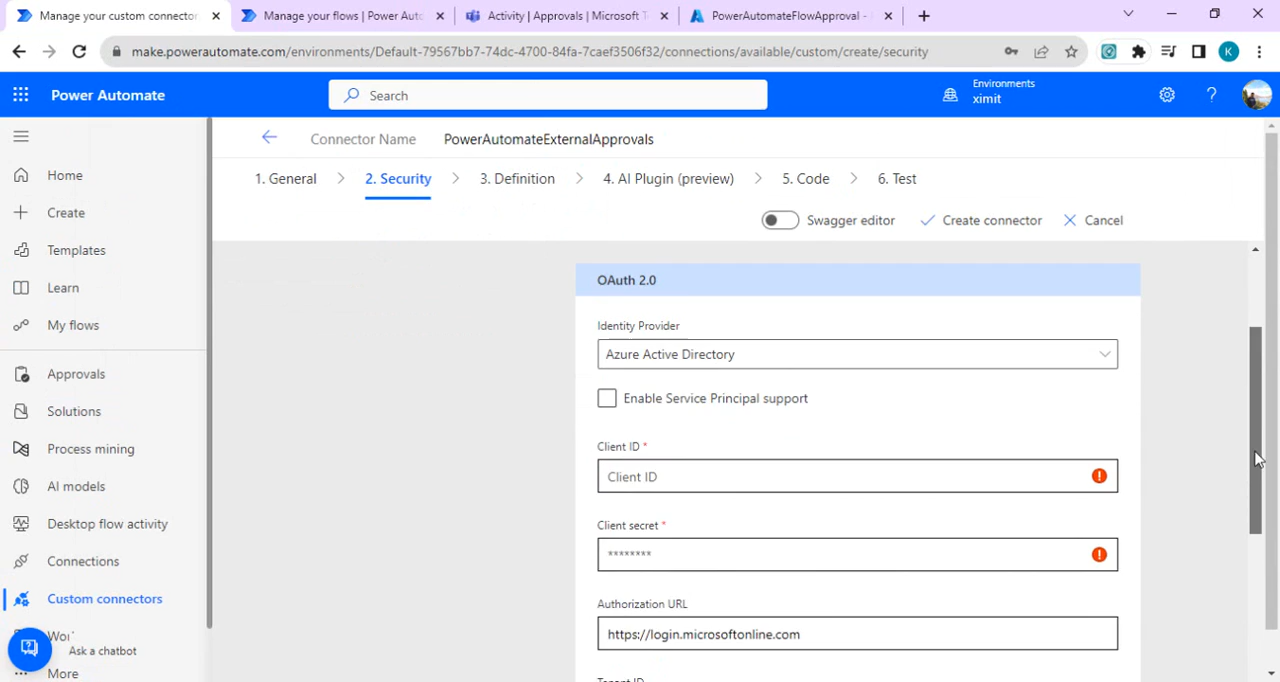 Manage your custom connector
Manage your flows | Power Auto
Activity | Approvals | Microsoft T
PowerAutomateFlowApproval -
make.powerautomate.com/environments/Default-79567bb7-74dc-4700-84fa-7caef3506f32/connections/available/custom/create/security
K
Power Automate
Search
Environments
ximit
Connector Name
PowerAutomateExternalApprovals
1. General
2. Security
3. Definition
4. AI Plugin (preview)
5. Code
6. Test
Swagger editor
Create connector
Cancel
Home
Create
Templates
Learn
My flows
Approvals
Solutions
Process mining
AI models
Desktop flow activity
Connections
Custom connectors
Ask a chatbot
More
OAuth 2.0
Identity Provider
Azure Active Directory
Enable Service Principal support
Client ID *
Client ID
Client secret *
********
Authorization URL
https://login.microsoftonline.com